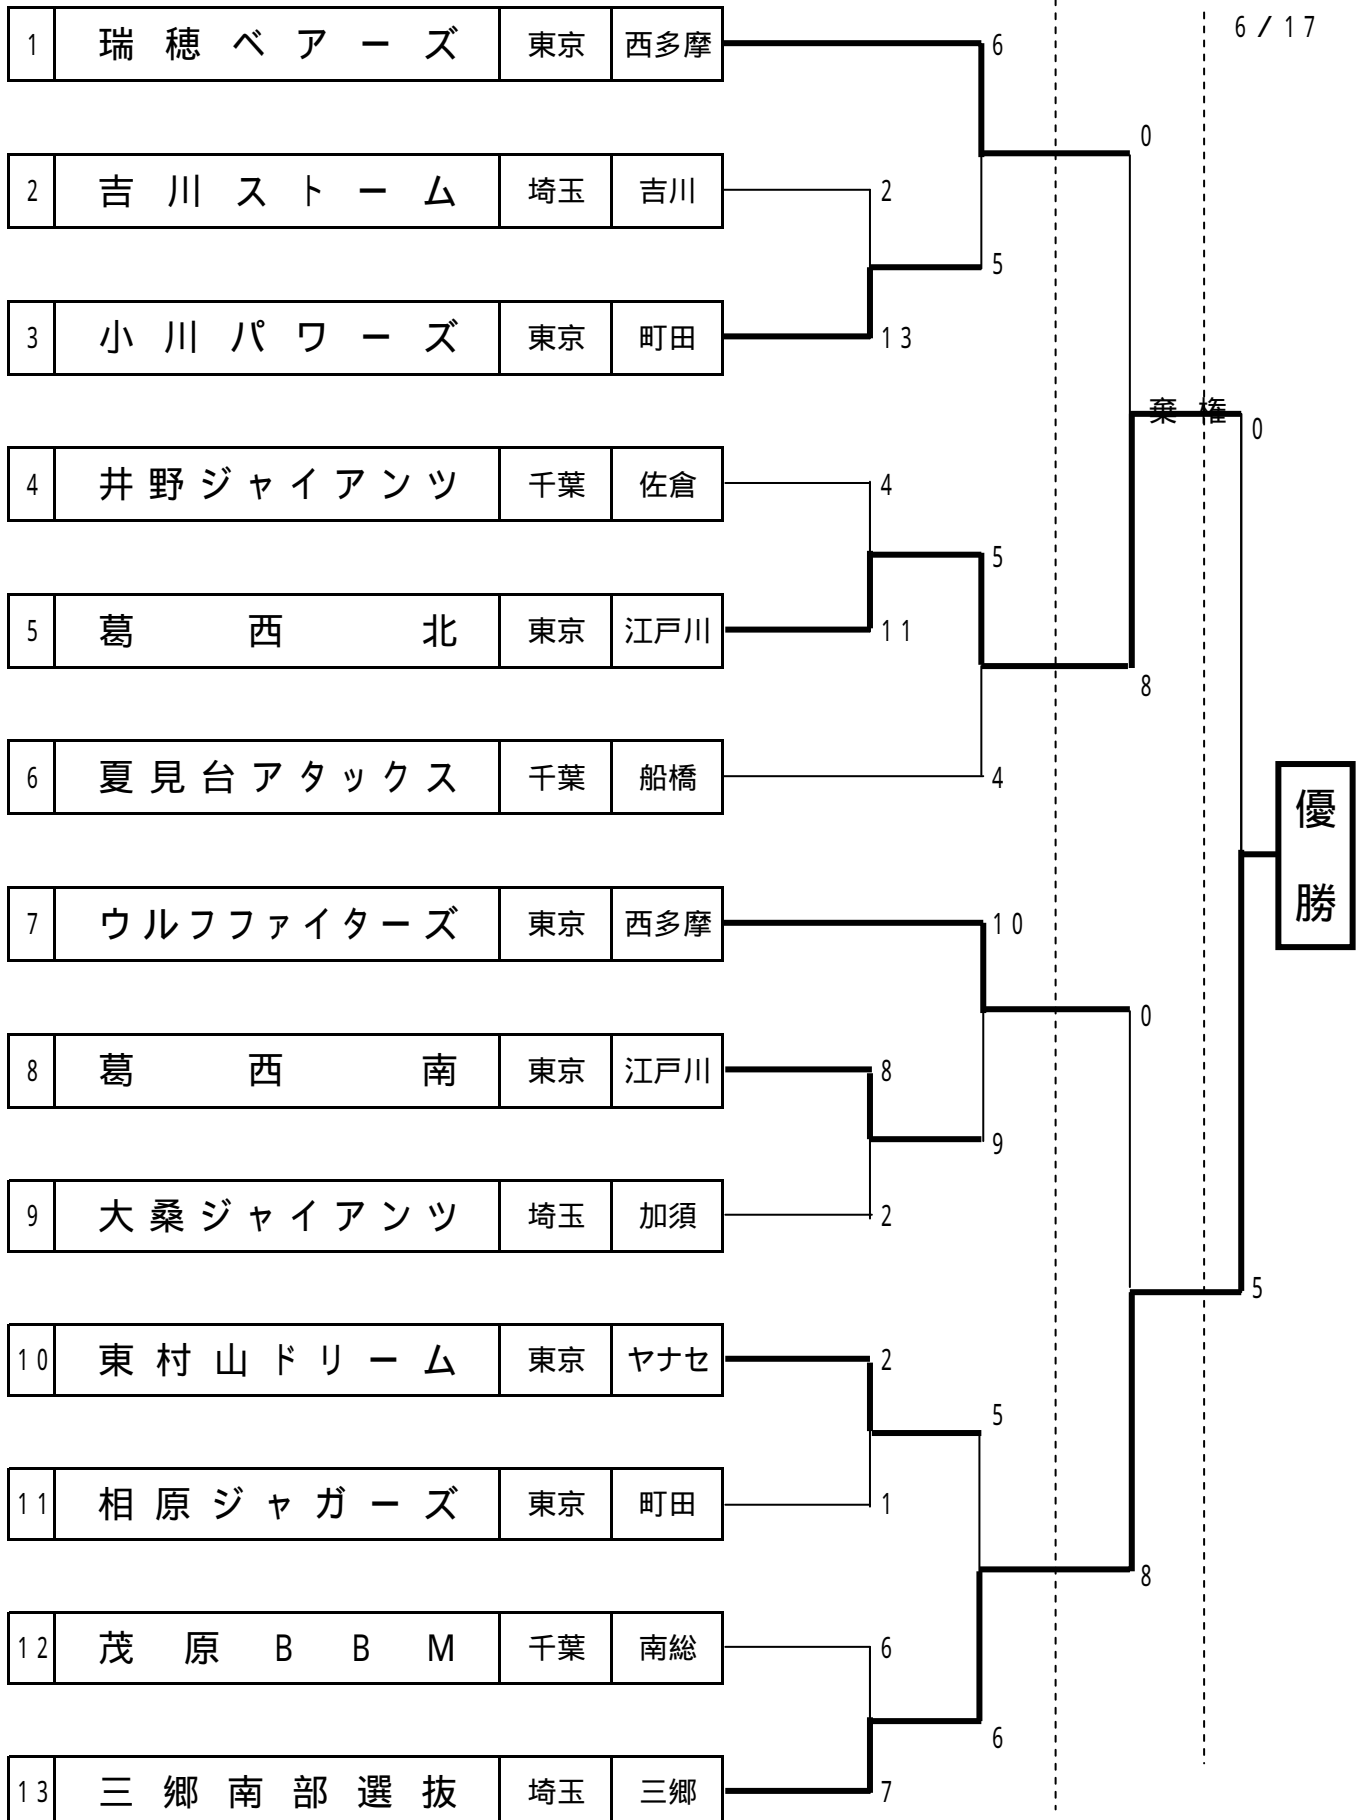 6/17
1 瑞穂ベアーズ 東京 西多摩 6
0
2 吉川ストーム 埼玉 吉川 2
5
3 小川パワーズ 東京 町田 13
棄権 0
4 井野ジャイアンツ 千葉 佐倉 4
5
5 葛西北 東京 江戸川 11
8
6 夏見台アタックス 千葉 船橋 4
優勝
7 ウルフファイターズ 東京 西多摩 10
0
8 葛西南 東京 江戸川 8
9
9 大桑ジャイアンツ 埼玉 加須 2
5
10 東村山ドリーム 東京 ヤナセ 2
5
11 相原ジャガーズ 東京 町田 1
8
12 茂原BBM 千葉 南総 6
6
13 三郷南部選抜 埼玉 三郷 7